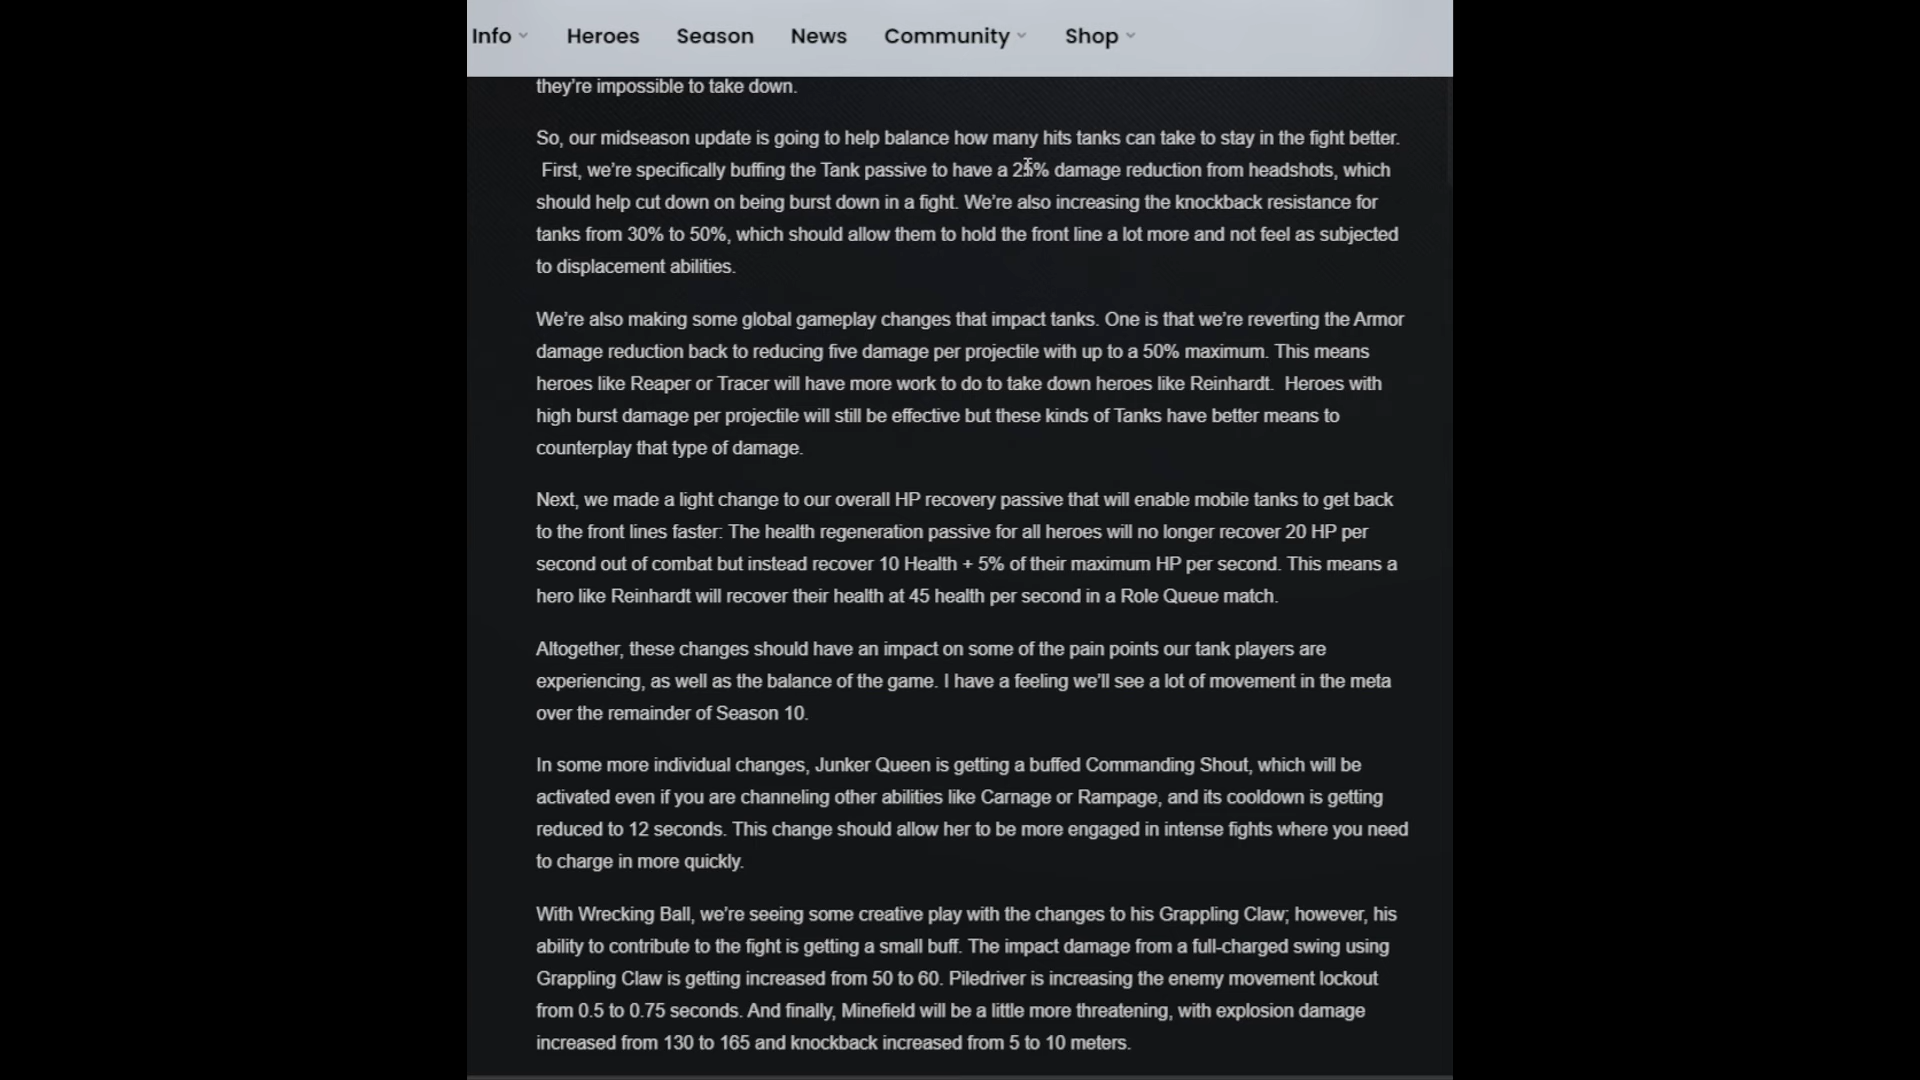 Info Heroes Season News Community Shop
they’re impossible to take down.
So, our midseason update is going to help balance how many hits tanks can take to stay in the fight better.
First, we’re specifically buffing the Tank passive to have a 25% damage reduction from headshots, which
should help cut down on being burst down in a fight. We’re also increasing the knockback resistance for
tanks from 30% to 50%, which should allow them to hold the front line a lot more and not feel as subjected
to displacement abilities.
We’re also making some global gameplay changes that impact tanks. One is that we’re reverting the Armor
damage reduction back to reducing five damage per projectile with up to a 50% maximum. This means
heroes like Reaper or Tracer will have more work to do to take down heroes like Reinhardt. Heroes with
high burst damage per projectile will still be effective but these kinds of Tanks have better means to
counterplay that type of damage.
Next, we made a light change to our overall HP recovery passive that will enable mobile tanks to get back
to the front lines faster: The health regeneration passive for all heroes will no longer recover 20 HP per
second out of combat but instead recover 10 Health + 5% of their maximum HP per second. This means a
hero like Reinhardt will recover their health at 45 health per second in a Role Queue match.
Altogether, these changes should have an impact on some of the pain points our tank players are
experiencing, as well as the balance of the game. I have a feeling we’ll see a lot of movement in the meta
over the remainder of Season 10.
In some more individual changes, Junker Queen is getting a buffed Commanding Shout, which will be
activated even if you are channeling other abilities like Carnage or Rampage, and its cooldown is getting
reduced to 12 seconds. This change should allow her to be more engaged in intense fights where you need
to charge in more quickly.
With Wrecking Ball, we’re seeing some creative play with the changes to his Grappling Claw; however, his
ability to contribute to the fight is getting a small buff. The impact damage from a full-charged swing using
Grappling Claw is getting increased from 50 to 60. Piledriver is increasing the enemy movement lockout
from 0.5 to 0.75 seconds. And finally, Minefield will be a little more threatening, with explosion damage
increased from 130 to 165 and knockback increased from 5 to 10 meters.